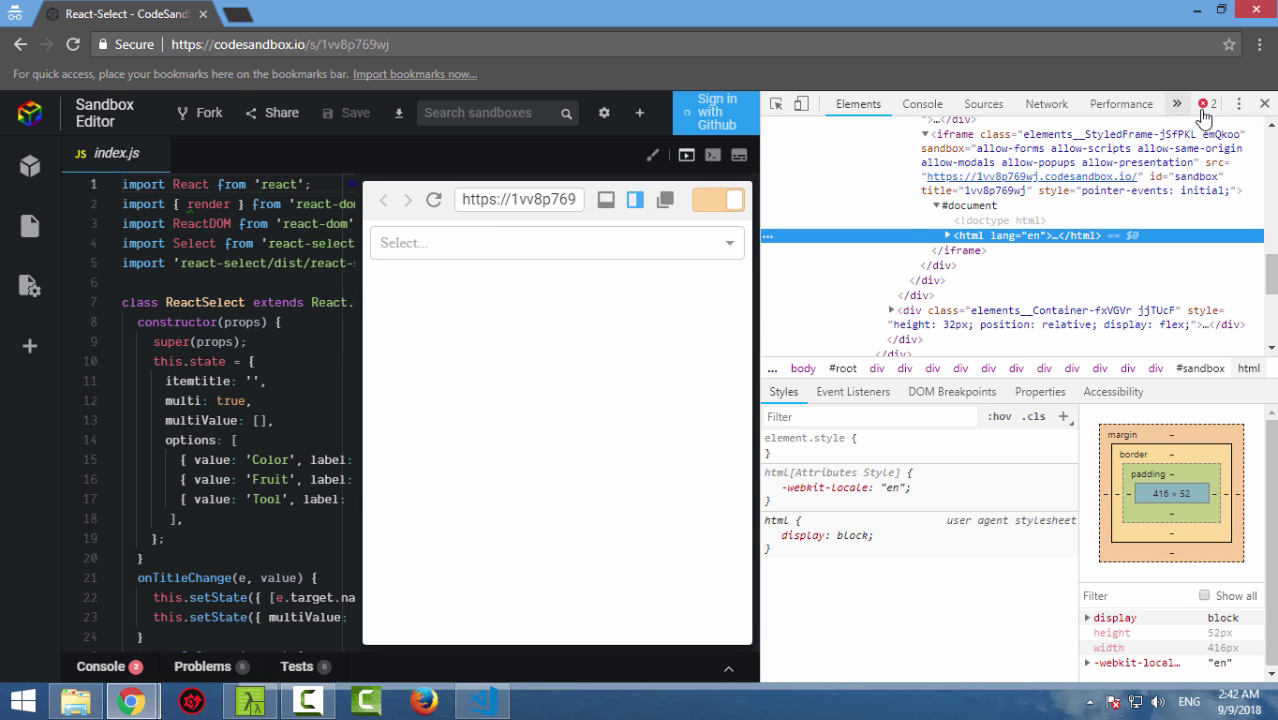 React-Select - CodeSandl
Secure
https://codesandbox.io/s/1vv8p769wj
For quick access, place your bookmarks here on the bookmarks bar. Import bookmarks now...
Sandbox Editor
Fork
Share
Save
Search sandboxes
Sign in with Github
JS index.js
1 import React from 'react';
2 import { render } from 'react-dom
3 import ReactDOM from 'react-dom'
4 import Select from 'react-select
5 import 'react-select/dist/react-s
6
7 class ReactSelect extends React.
8 constructor(props) {
9 super(props);
10 this.state = {
11 itemtitle: '',
12 multi: true,
13 multiValue: [],
14 options: [
15 { value: 'Color', label:
16 { value: 'Fruit', label:
17 { value: 'Tool', label:
18 ],
19 };
20 }
21 onTitleChange(e, value) {
22 this.setState({ [e.target.na
23 this.setState({ multiValue:
24 }
https://1vv8p769
Select...
Console 2
Problems 0
Tests 0
Elements
Console
Sources
Network
Performance
»
2
"> …</div>
<iframe class="elements__StyledFrame-jSfPKL emQkoo"
sandbox="allow-forms allow-scripts allow-same-origin
allow-modals allow-popups allow-presentation" src=
"https://1vv8p769wj.codesandbox.io/" id="sandbox"
title="1vv8p769wj" style="pointer-events: initial;">
#document
<!doctype html>
... <html lang="en">…</html> == $0
</iframe>
</div>
</div>
</div>
<div class="elements__Container-fxVGVr jjTUcF" style=
"height: 32px; position: relative; display: flex;">…</div>
</div>
</div>
... body #root div div div div div div div div div div div #sandbox html
Styles
Event Listeners
DOM Breakpoints
Properties
Accessibility
Filter
:hov .cls +
element.style {
}
html[Attributes Style] {
-webkit-locale: "en";
}
html { user agent stylesheet
display: block;
}
margin -
border -
padding -
416 × 52
Filter
Show all
display block
height 52px
width 416px
-webkit-local… "en"
ENG
2:42 AM
9/9/2018